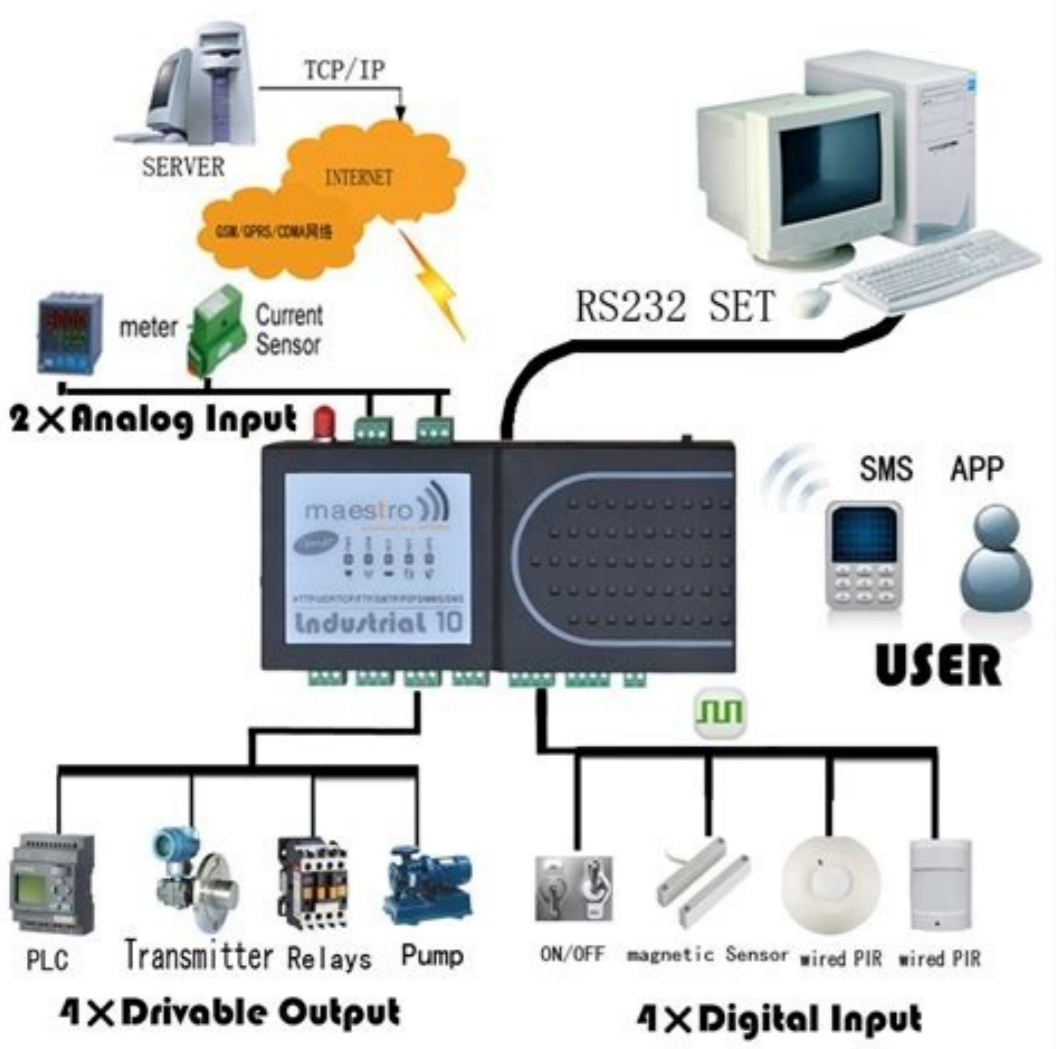 TCP/IP
SERVER
INTERNET
GSM/GPRS/CDMA网络
meter
Current
Sensor
2×Analog Input
RS232 SET
maestro
Industrial 10
SMS APP
USER
PLC
Transmitter
Relays
Pump
4×Drivable Output
ON/OFF
magnetic Sensor
wired PIR
wired PIR
4×Digital Input